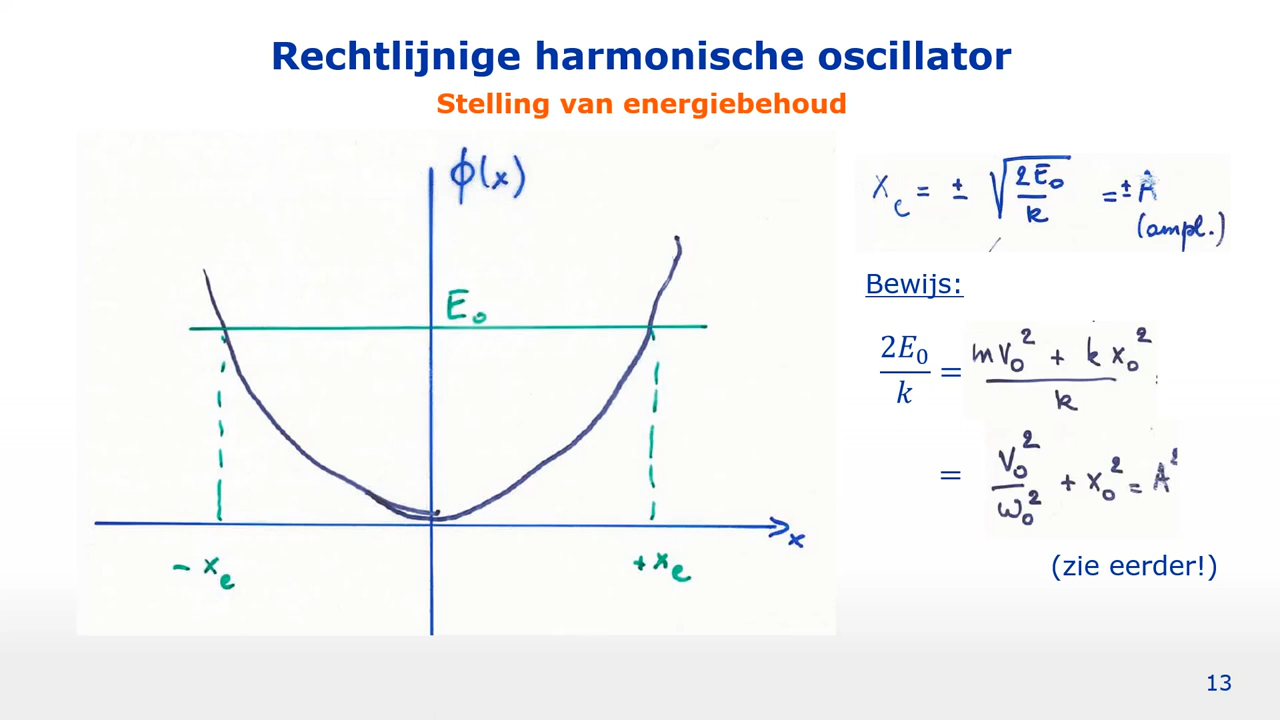 Rechtlijnige harmonische oscillator
Stelling van energiebehoud
ϕ(x)
E₀
x
- xₑ
+ xₑ
xₑ = ± √(2E₀/k) = ± A
(ampl.)
Bewijs:
2E₀/k = (mv₀² + k x₀²)/k
= v₀²/ω₀² + x₀² = A²
(zie eerder!)
13